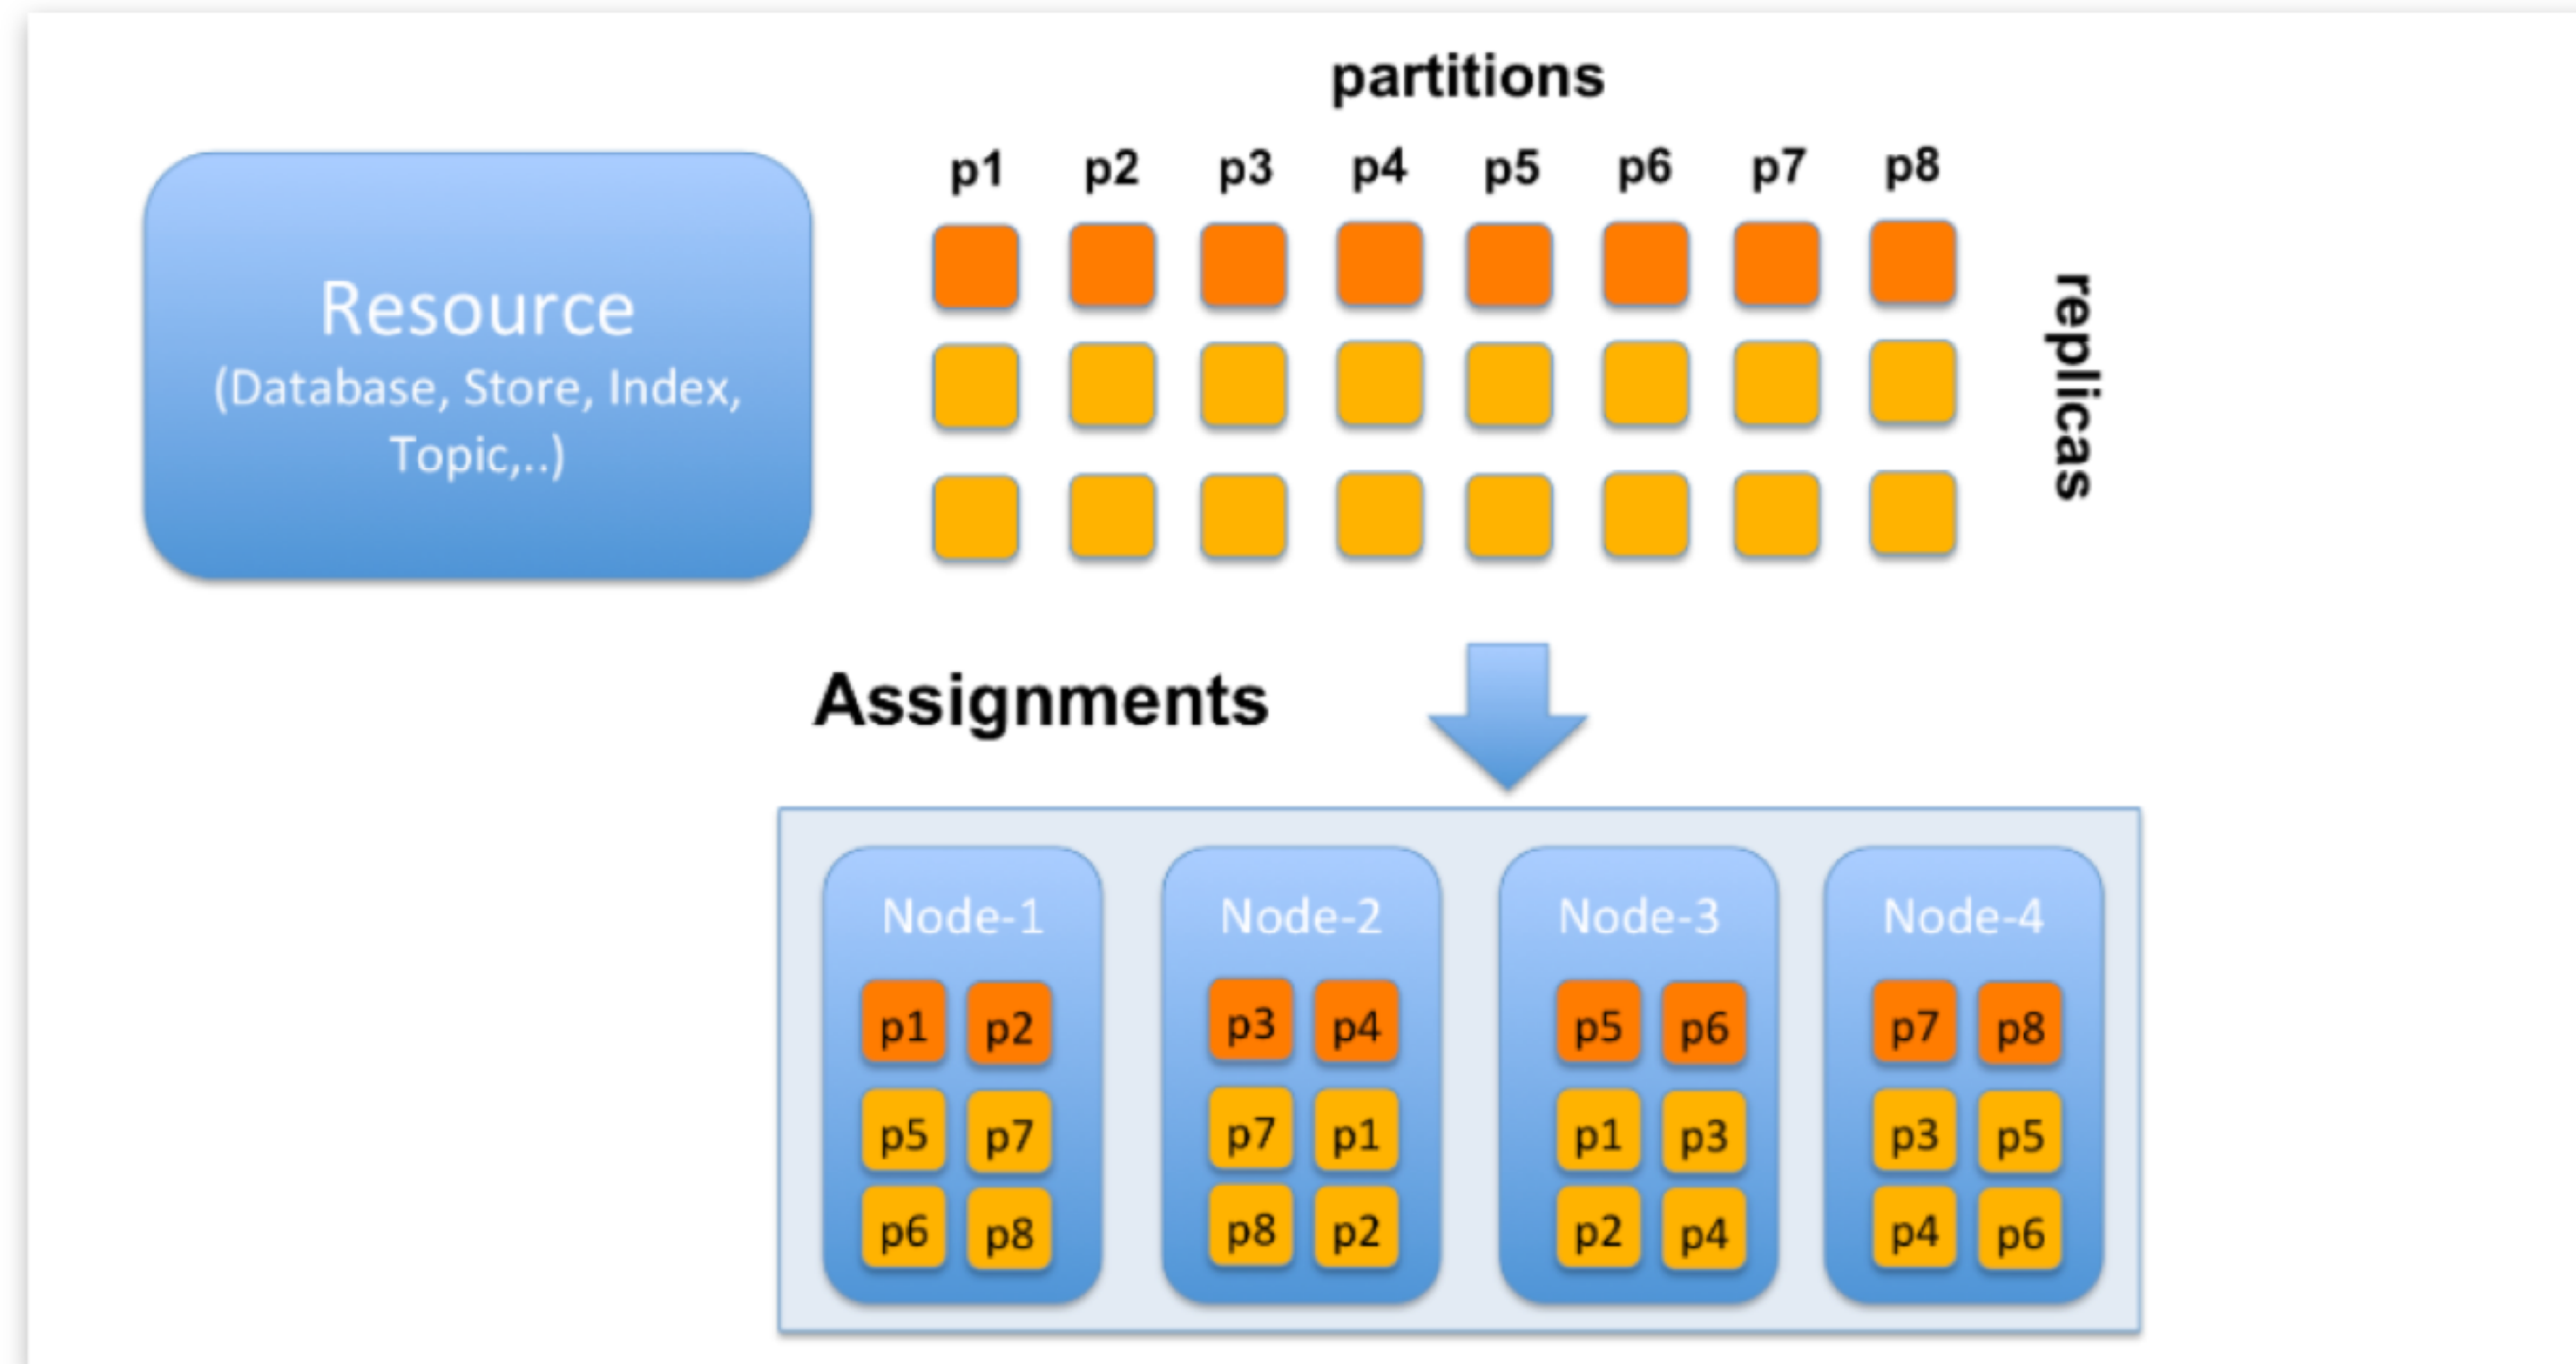 partitions
p1 p2 p3 p4 p5 p6 p7 p8
Resource
(Database, Store, Index,
Topic,..)
replicas
Assignments
Node-1
p1 p2
p5 p7
p6 p8
Node-2
p3 p4
p7 p1
p8 p2
Node-3
p5 p6
p1 p3
p2 p4
Node-4
p7 p8
p3 p5
p4 p6